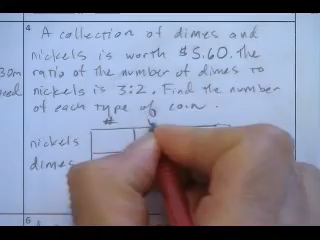 4 A collection of dimes and
nickels is worth $5.60. The
ratio of the number of dimes to
nickels is 3:2. Find the number
of each type of coin.
#
nickels
dimes